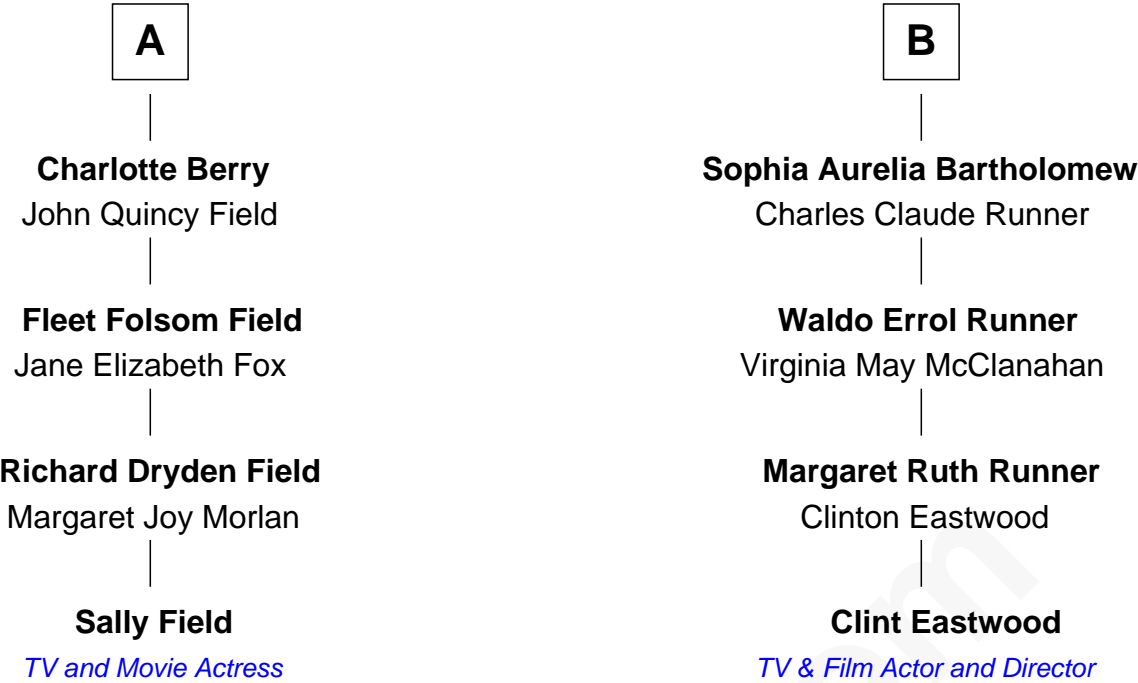 A
Charlotte Berry
John Quincy Field
Fleet Folsom Field
Jane Elizabeth Fox
Richard Dryden Field
Margaret Joy Morlan
Sally Field
TV and Movie Actress
B
Sophia Aurelia Bartholomew
Charles Claude Runner
Waldo Errol Runner
Virginia May McClanahan
Margaret Ruth Runner
Clinton Eastwood
Clint Eastwood
TV & Film Actor and Director